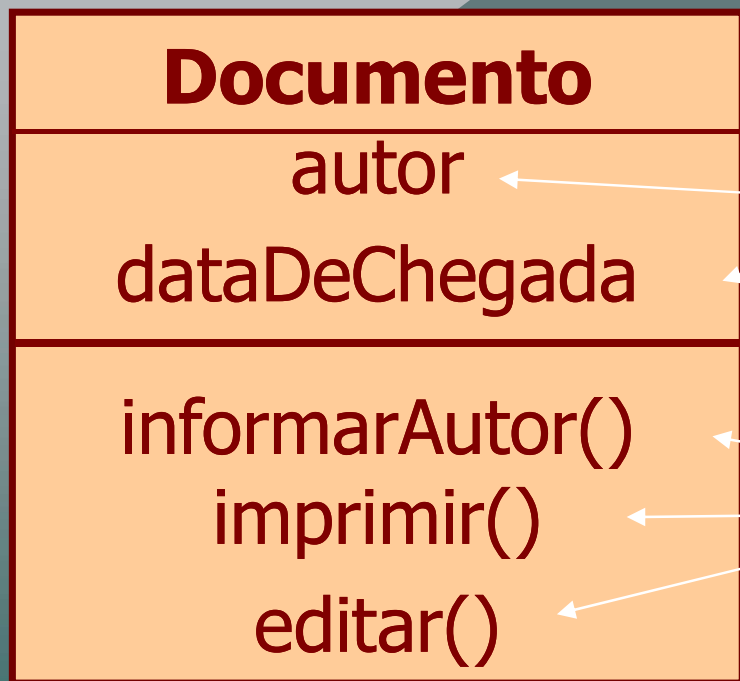 Documento
autor
dataDeChegada
informarAutor()
imprimir()
editar()